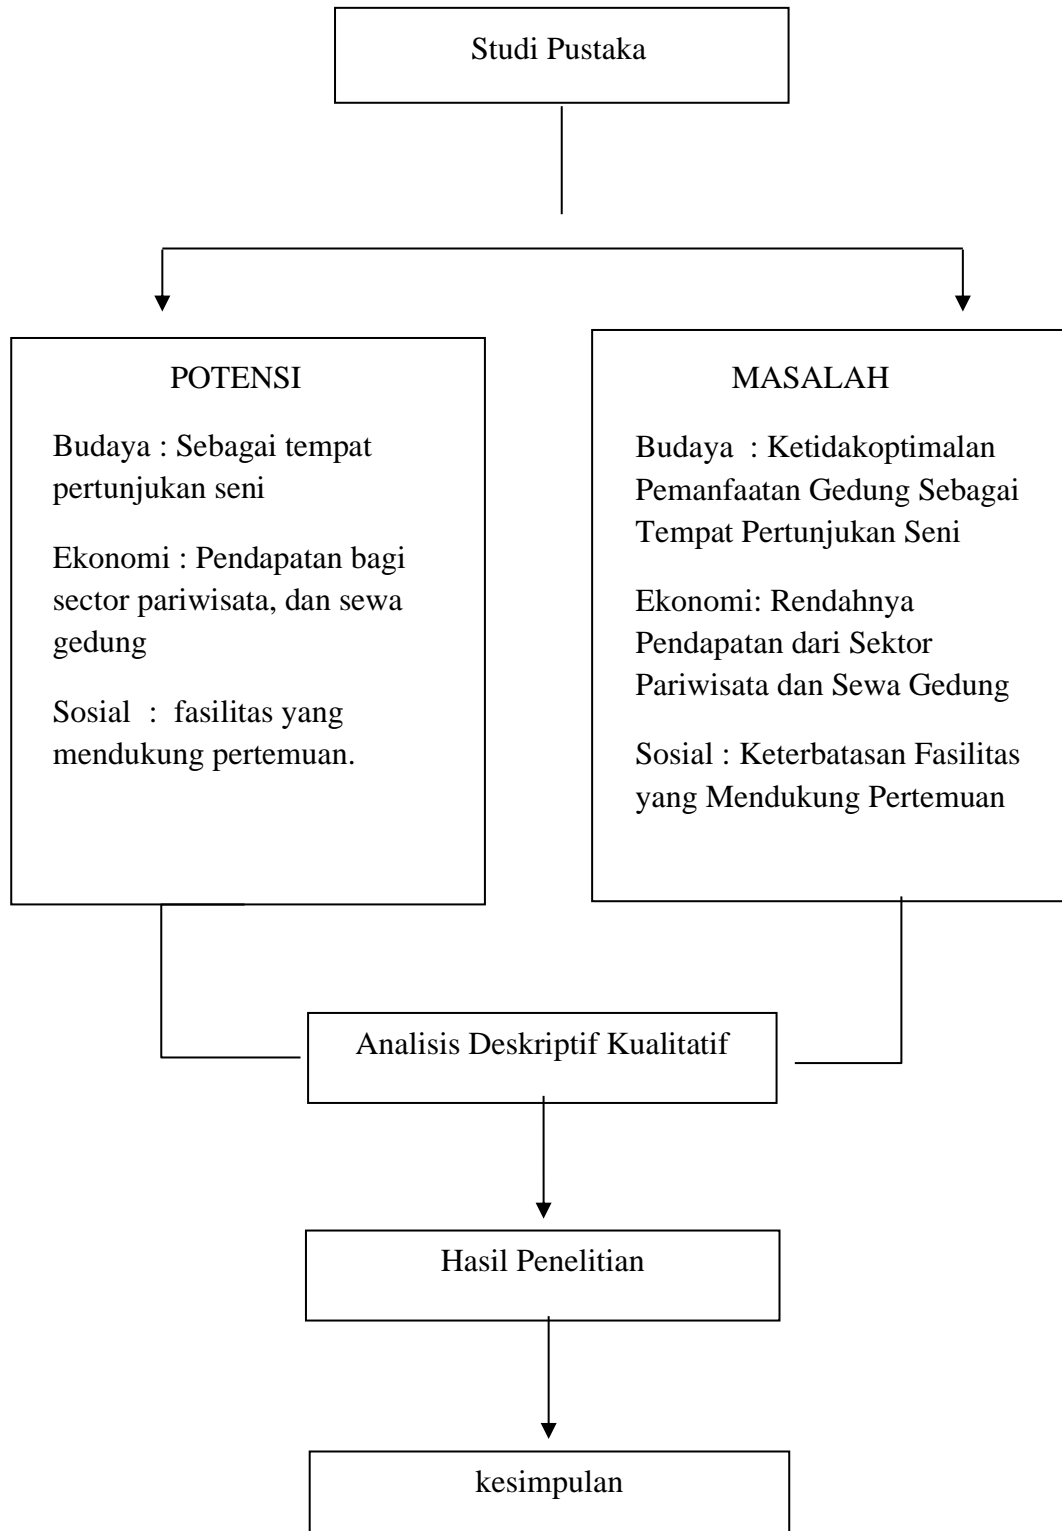 Studi Pustaka
POTENSI
Budaya : Sebagai tempat
pertunjukan seni
Ekonomi : Pendapatan bagi
sector pariwisata, dan sewa
gedung
Sosial  :  fasilitas yang
mendukung pertemuan.
MASALAH
Budaya  : Ketidakoptimalan
Pemanfaatan Gedung Sebagai
Tempat Pertunjukan Seni
Ekonomi: Rendahnya
Pendapatan dari Sektor
Pariwisata dan Sewa Gedung
Sosial : Keterbatasan Fasilitas
yang Mendukung Pertemuan
Analisis Deskriptif Kualitatif
Hasil Penelitian
kesimpulan